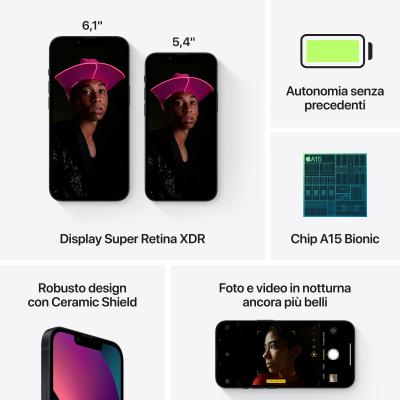 6,1"
5,4"
Display Super Retina XDR
Autonomia senza
precedenti
A15
Chip A15 Bionic
Robusto design
con Ceramic Shield
Foto e video in notturna
ancora più belli